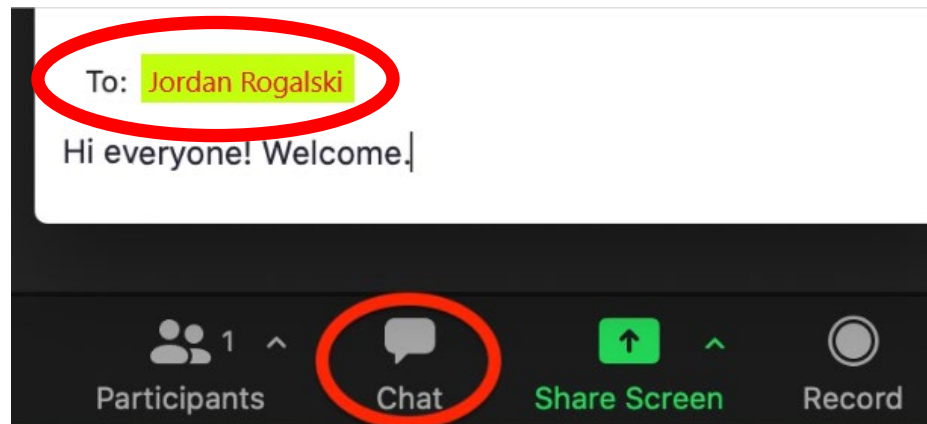 To: Jordan Rogalski
Hi everyone! Welcome.
1
Participants Chat Share Screen Record